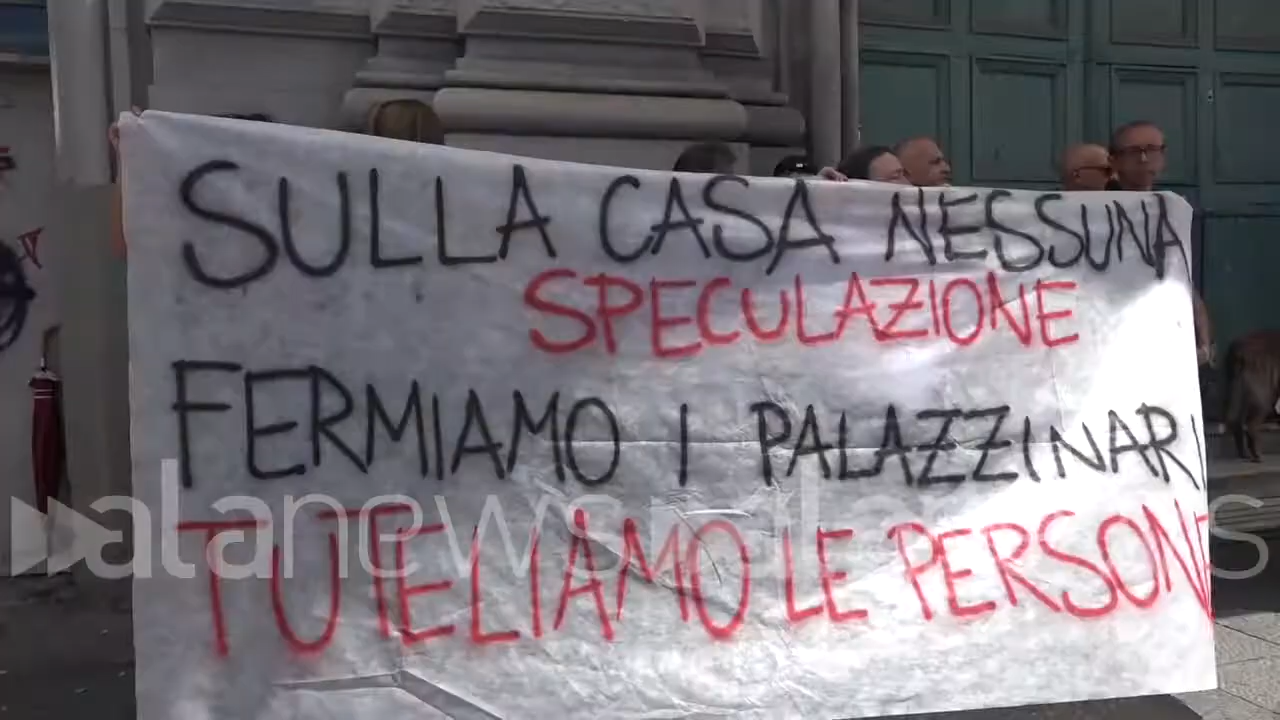 SULLA CASA NESSUNA
SPECULAZIONE
FERMIAMO I PALAZZINARI
TUTELIAMO LE PERSONE
alanews